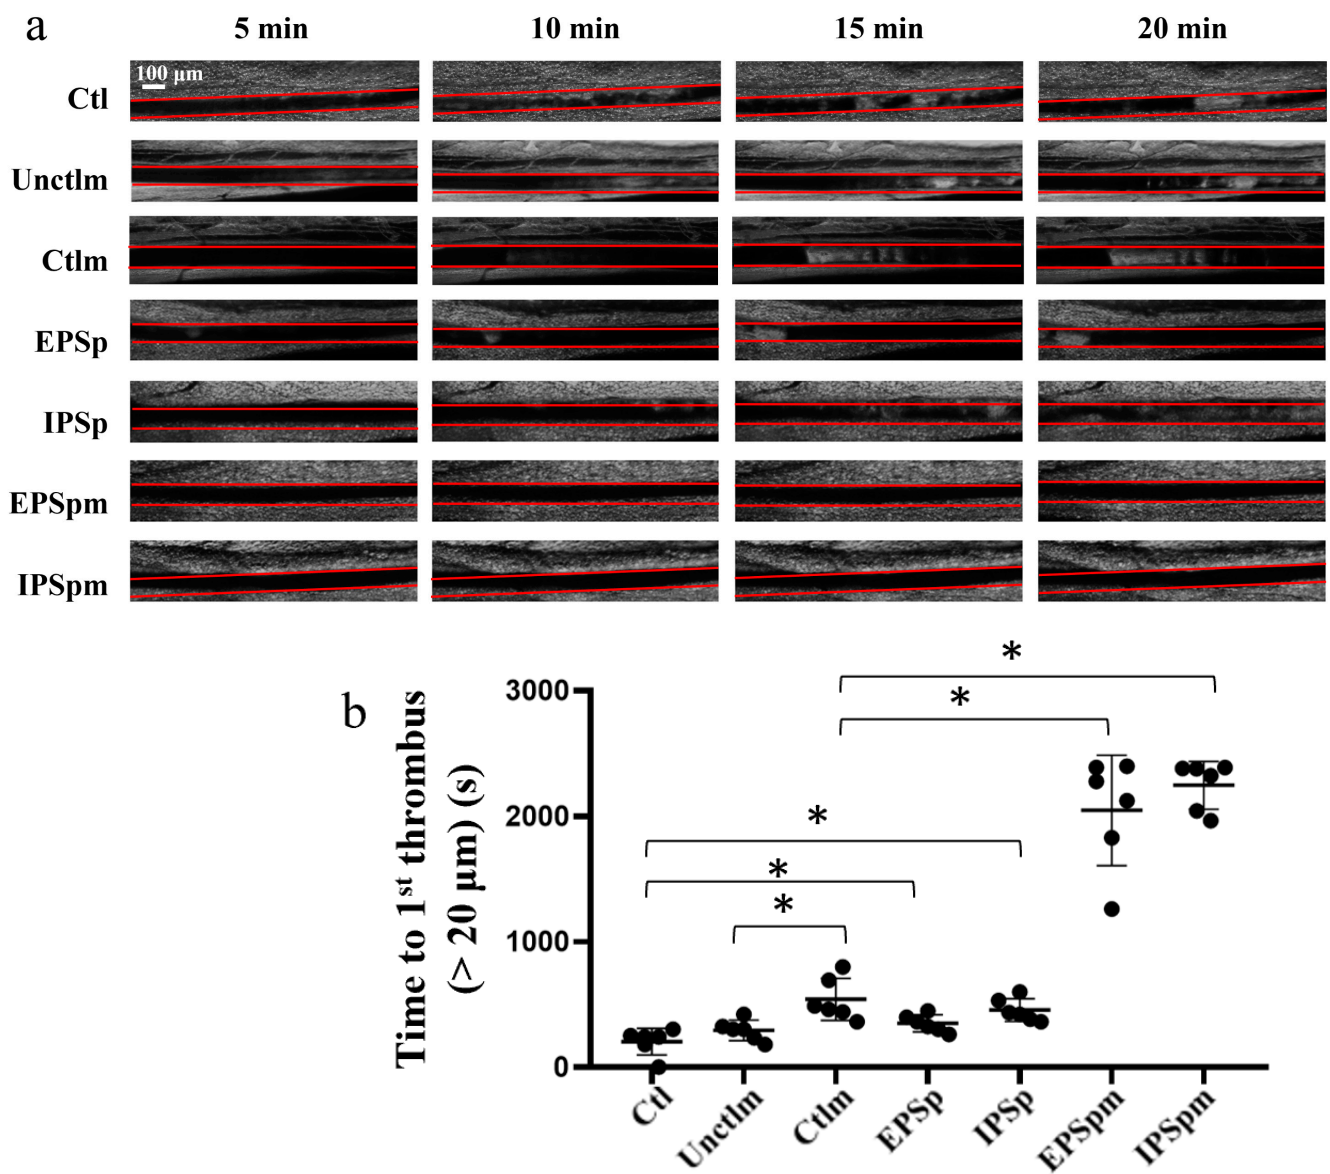 a
5 min 10 min 15 min 20 min
100 µm
Ctl
Unctlm
Ctlm
EPSp
IPSp
EPSpm
IPSpm
b
Time to 1st thrombus
(> 20 µm) (s)
3000
2000
1000
0
*
*
*
*
*
Ctl Unctlm Ctlm EPSp IPSp EPSpm IPSpm